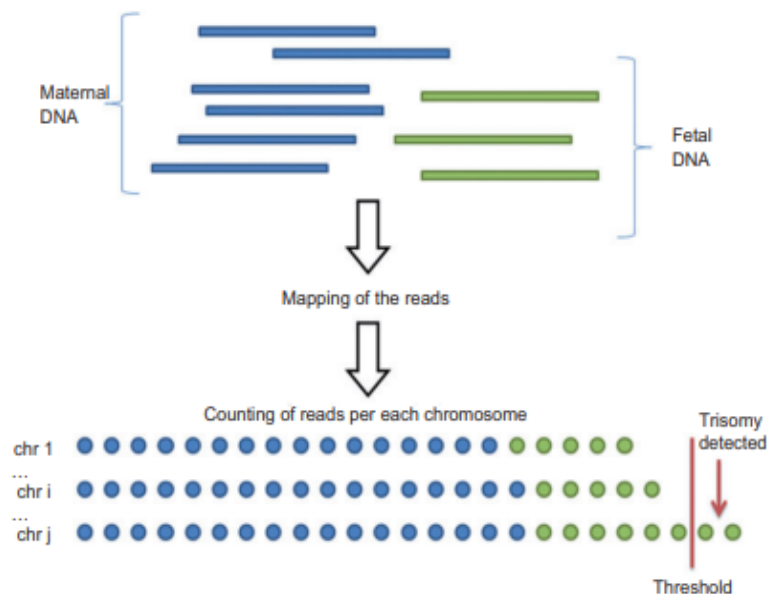 Maternal
DNA
Fetal
DNA
Mapping of the reads
Counting of reads per each chromosome
Trisomy
detected
chr 1
...
chr i
...
chr j
Threshold